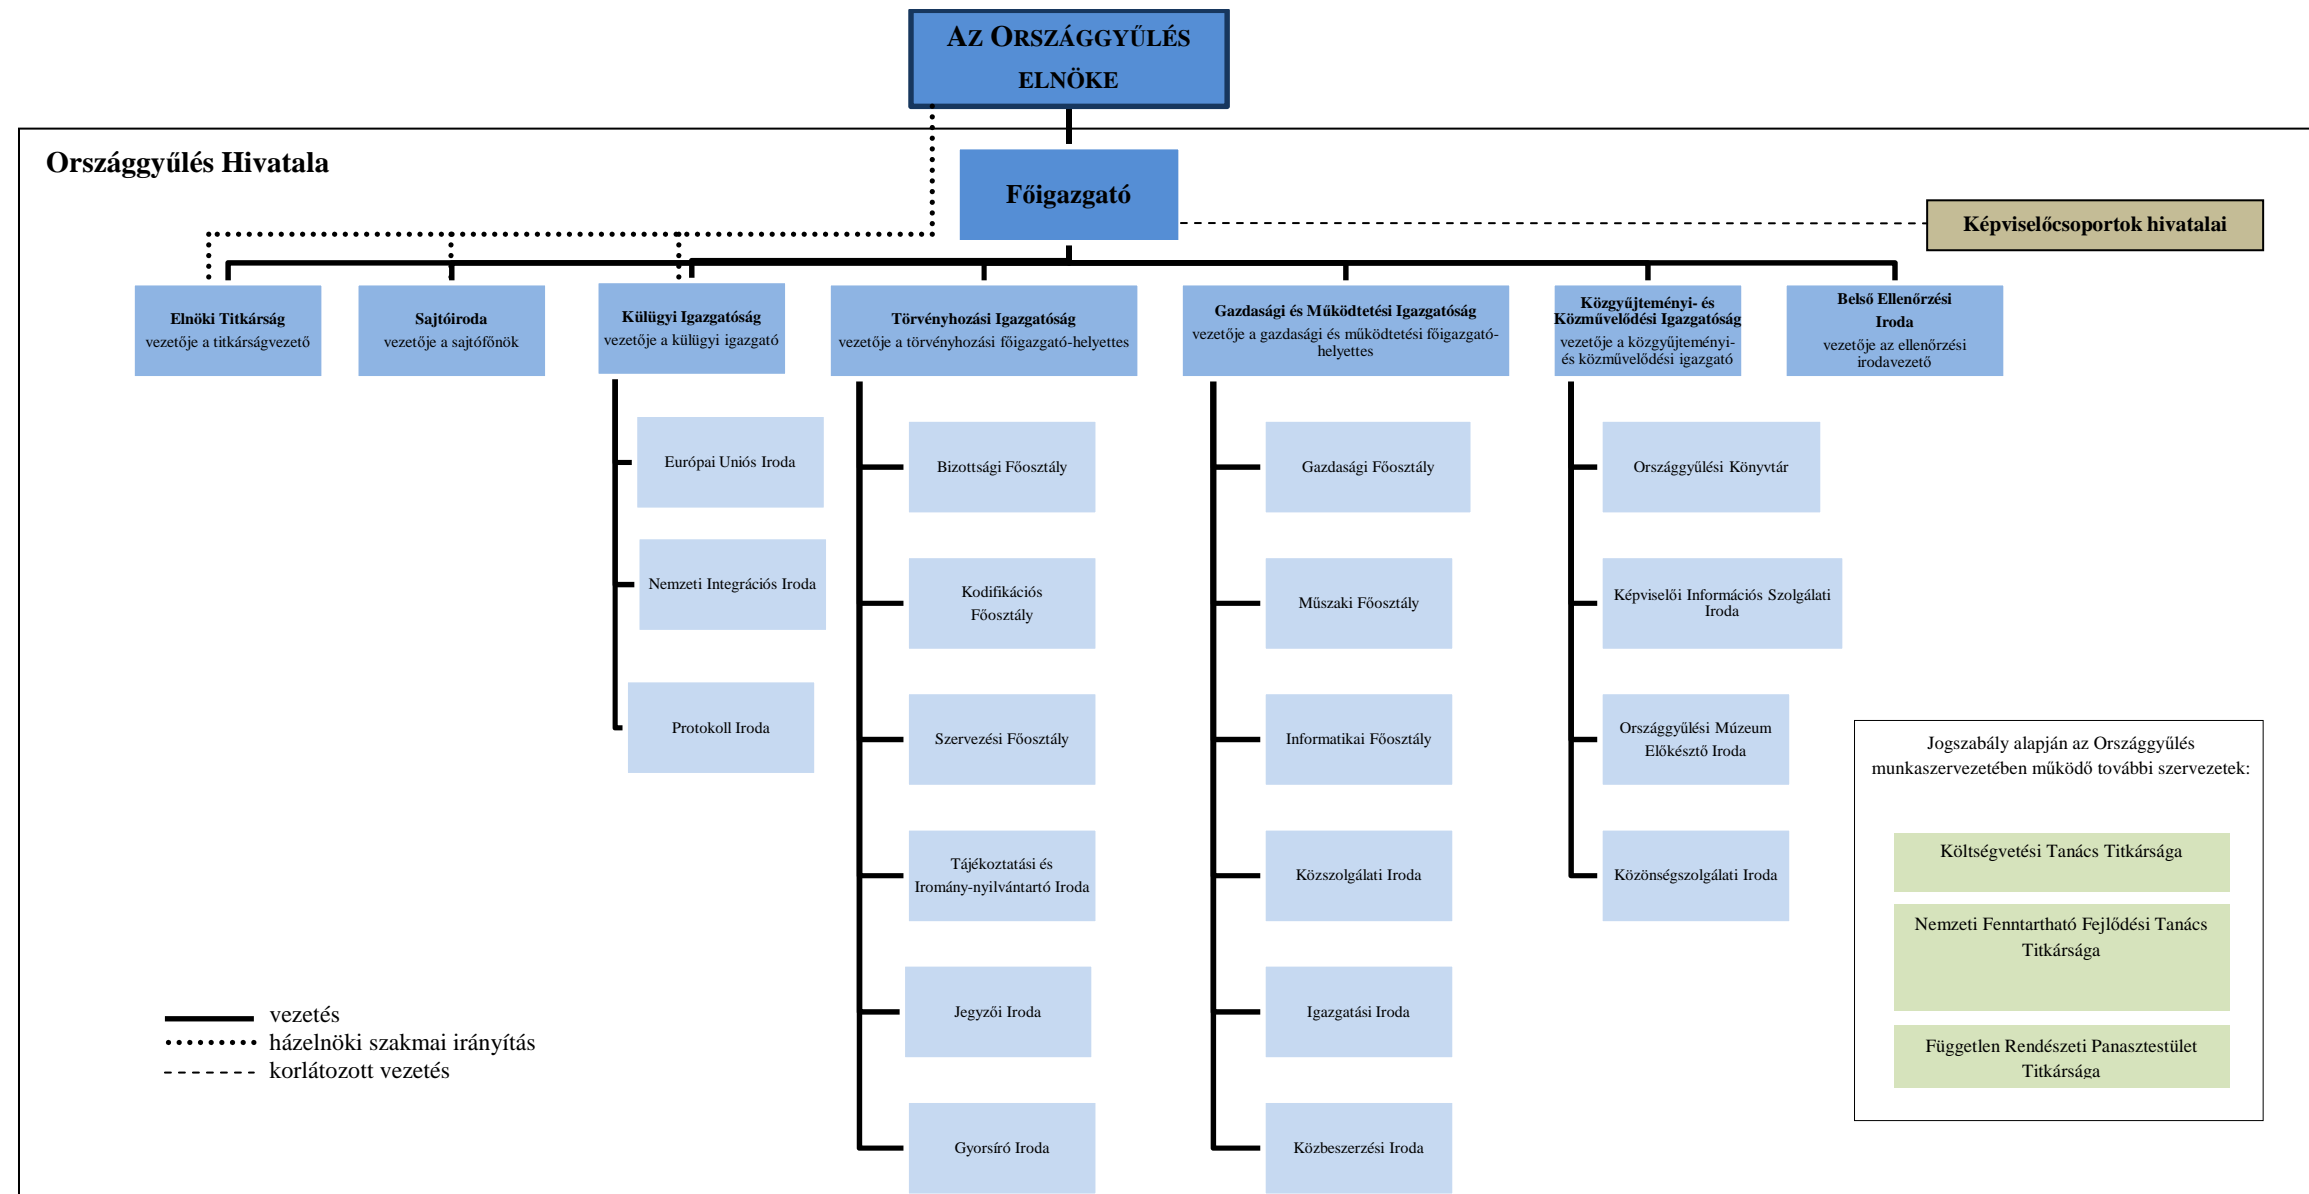 AZ ORSZÁGGYŰLÉS
ELNÖKE
Országgyűlés Hivatala
Főigazgató
Képviselőcsoportok hivatalai
Elnöki Titkárság
vezetője a titkárságvezető
Sajtóiroda
vezetője a sajtófőnök
Külügyi Igazgatóság
vezetője a külügyi igazgató
Törvényhozási Igazgatóság
vezetője a törvényhozási főigazgató-helyettes
Gazdasági és Működtetési Igazgatóság
vezetője a gazdasági és működtetési főigazgató-
helyettes
Közgyűjteményi- és
Közművelődési Igazgatóság
vezetője a közgyűjteményi-
és közművelődési igazgató
Belső Ellenőrzési
Iroda
vezetője az ellenőrzési
irodavezető
Európai Uniós Iroda
Nemzeti Integrációs Iroda
Protokoll Iroda
Bizottsági Főosztály
Kodifikációs
Főosztály
Szervezési Főosztály
Tájékoztatási és
Iromány-nyilvántartó Iroda
Jegyzői Iroda
Gyorsíró Iroda
Gazdasági Főosztály
Műszaki Főosztály
Informatikai Főosztály
Közszolgálati Iroda
Igazgatási Iroda
Közbeszerzési Iroda
Országgyűlési Könyvtár
Képviselői Információs Szolgálati
Iroda
Országgyűlési Múzeum
Előkésztő Iroda
Közönségszolgálati Iroda
Jogszabály alapján az Országgyűlés
munkaszervezetében működő további szervezetek:
Költségvetési Tanács Titkársága
Nemzeti Fenntartható Fejlődési Tanács
Titkársága
Független Rendészeti Panasztestület
Titkársága
vezetés
házelnöki szakmai irányítás
korlátozott vezetés